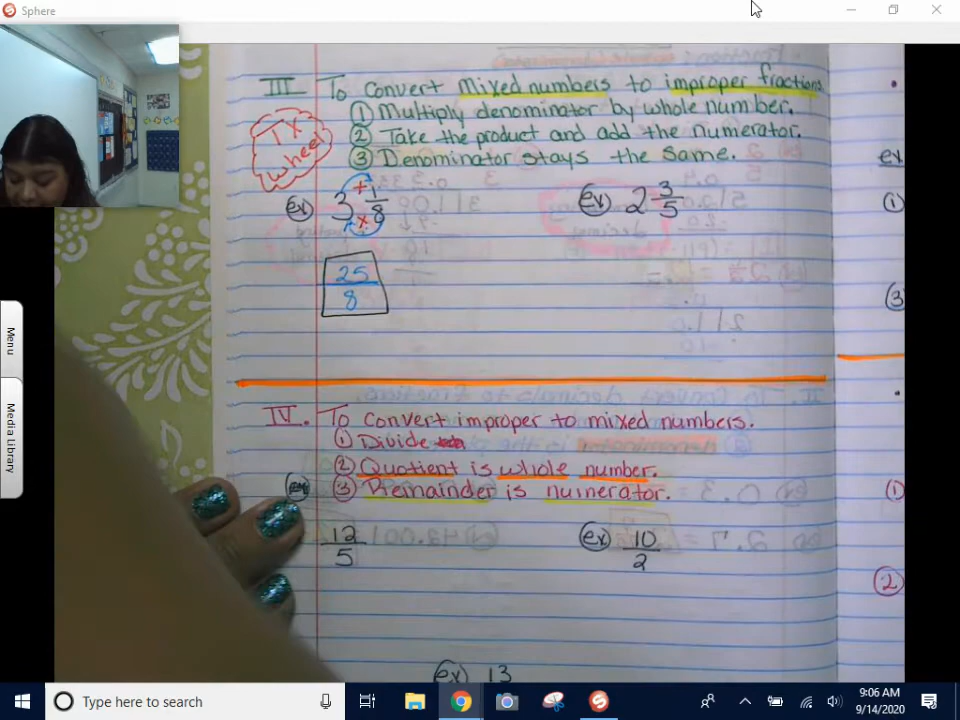 Sphere
III To Convert Mixed numbers to improper fractions
① Multiply denominator by whole number.
② Take the product and add the numerator.
③ Denominator stays the same.
TX
wheel
ex 3 + 1/8 x
ex 2 3/5
25/8
IV. To convert improper to mixed numbers.
① Divide
② Quotient is whole number.
③ Remainder is numerator.
ex 12/5
ex 10/2
ex 13
ex
①
③
①
②
Menu
Media Library
Type here to search
9:06 AM
9/14/2020